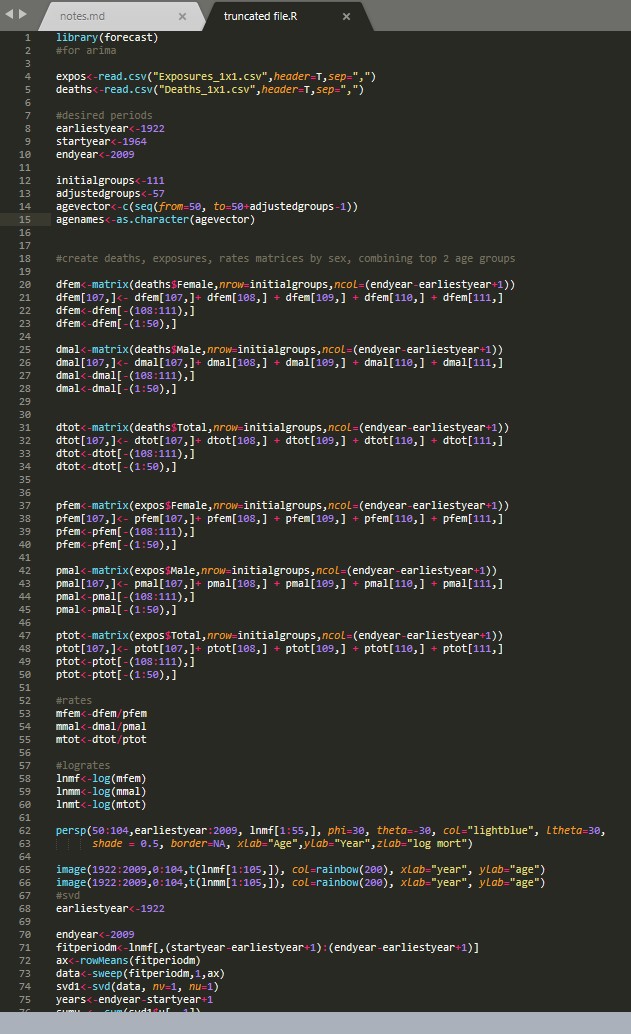 notes.md
truncated file.R
1 library(forecast)
2 #for arima
3
4 expos<-read.csv("Exposures_1x1.csv",header=T,sep=",")
5 deaths<-read.csv("Deaths_1x1.csv",header=T,sep=",")
6
7 #desired periods
8 earliestyear<-1922
9 startyear<-1964
10 endyear<-2009
11
12 initialgroups<-111
13 adjustedgroups<-57
14 agevector<-c(seq(from=50, to=50+adjustedgroups-1))
15 agenames<-as.character(agevector)
16
17
18 #create deaths, exposures, rates matrices by sex, combining top 2 age groups
19
20 dfem<-matrix(deaths$Female,nrow=initialgroups,ncol=(endyear-earliestyear+1))
21 dfem[107,]<- dfem[107,]+ dfem[108,] + dfem[109,] + dfem[110,] + dfem[111,]
22 dfem<-dfem[-(108:111),]
23 dfem<-dfem[-(1:50),]
24
25 dmal<-matrix(deaths$Male,nrow=initialgroups,ncol=(endyear-earliestyear+1))
26 dmal[107,]<- dmal[107,]+ dmal[108,] + dmal[109,] + dmal[110,] + dmal[111,]
27 dmal<-dmal[-(108:111),]
28 dmal<-dmal[-(1:50),]
29
30
31 dtot<-matrix(deaths$Total,nrow=initialgroups,ncol=(endyear-earliestyear+1))
32 dtot[107,]<- dtot[107,]+ dtot[108,] + dtot[109,] + dtot[110,] + dtot[111,]
33 dtot<-dtot[-(108:111),]
34 dtot<-dtot[-(1:50),]
35
36
37 pfem<-matrix(expos$Female,nrow=initialgroups,ncol=(endyear-earliestyear+1))
38 pfem[107,]<- pfem[107,]+ pfem[108,] + pfem[109,] + pfem[110,] + pfem[111,]
39 pfem<-pfem[-(108:111),]
40 pfem<-pfem[-(1:50),]
41
42 pmal<-matrix(expos$Male,nrow=initialgroups,ncol=(endyear-earliestyear+1))
43 pmal[107,]<- pmal[107,]+ pmal[108,] + pmal[109,] + pmal[110,] + pmal[111,]
44 pmal<-pmal[-(108:111),]
45 pmal<-pmal[-(1:50),]
46
47 ptot<-matrix(expos$Total,nrow=initialgroups,ncol=(endyear-earliestyear+1))
48 ptot[107,]<- ptot[107,]+ ptot[108,] + ptot[109,] + ptot[110,] + ptot[111,]
49 ptot<-ptot[-(108:111),]
50 ptot<-ptot[-(1:50),]
51
52 #rates
53 mfem<-dfem/pfem
54 mmal<-dmal/pmal
55 mtot<-dtot/ptot
56
57 #logrates
58 lnmf<-log(mfem)
59 lnmm<-log(mmal)
60 lnmt<-log(mtot)
61
62 persp(50:104,earliestyear:2009, lnmf[1:55,], phi=30, theta=-30, col="lightblue", ltheta=30,
63 shade = 0.5, border=NA, xlab="Age",ylab="Year",zlab="log mort")
64
65 image(1922:2009,0:104,t(lnmf[1:105,]), col=rainbow(200), xlab="year", ylab="age")
66 image(1922:2009,0:104,t(lnmm[1:105,]), col=rainbow(200), xlab="year", ylab="age")
67 #svd
68 earliestyear<-1922
69
70 endyear<-2009
71 fitperiodm<-lnmf[,(startyear-earliestyear+1):(endyear-earliestyear+1)]
72 ax<-rowMeans(fitperiodm)
73 data<-sweep(fitperiodm,1,ax)
74 svd1<-svd(data, nv=1, nu=1)
75 years<-endyear-startyear+1